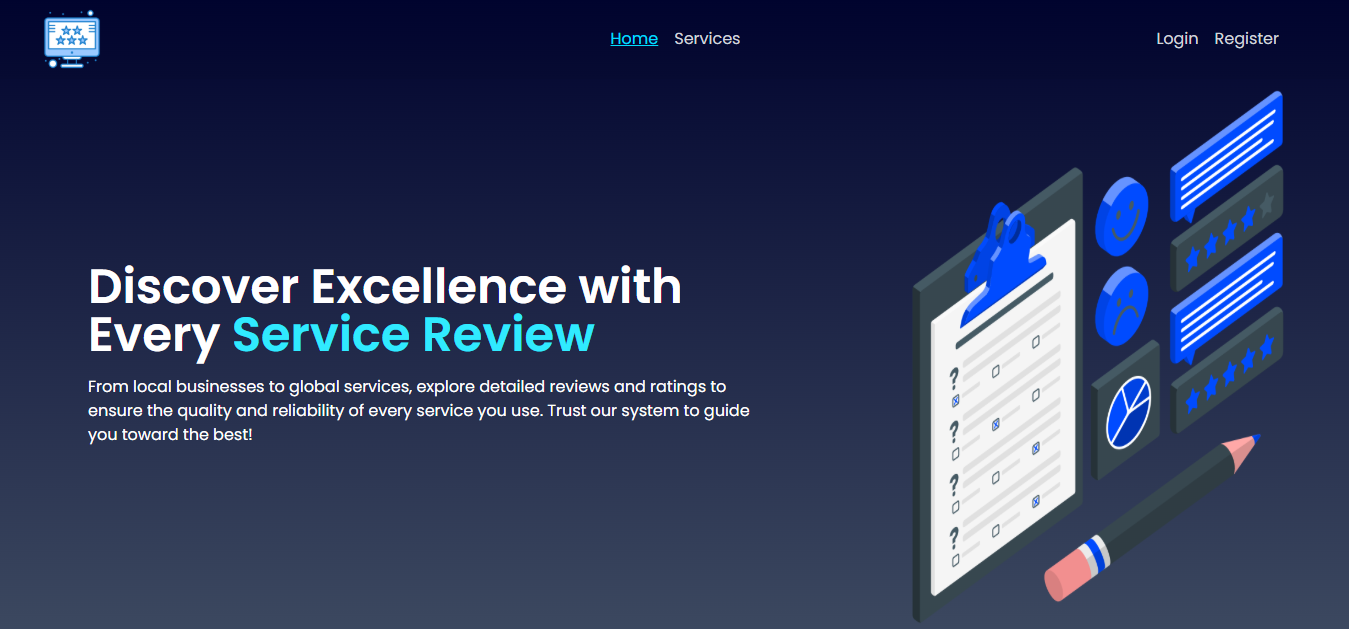 Home Services
Login Register
Discover Excellence with
Every Service Review
From local businesses to global services, explore detailed reviews and ratings to
ensure the quality and reliability of every service you use. Trust our system to guide
you toward the best!
?
?
?
?